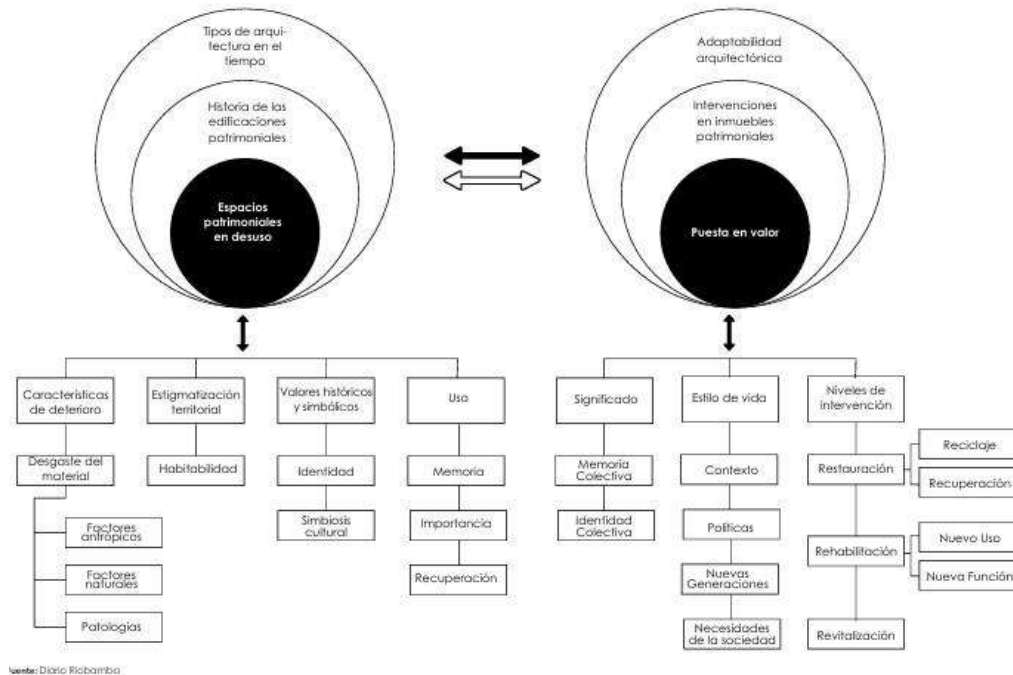 Tipos de arqui-
tectura en el
tiempo
Historia de las
edificaciones
patrimoniales
Espacios
patrimoniales
en desuso
Adaptabilidad
arquitectónica
Intervenciones
en inmuebles
patrimoniales
Puesta en valor
Características
de deterioro
Estigmatización
territorial
Valores históricos
y simbólicos
Uso
Desgaste del
material
Habitabilidad
Identidad
Memoria
Factores
antrópicos
Simbiosis
cultural
Importancia
Factores
naturales
Recuperación
Patologías
Significado
Estilo de vida
Niveles de
intervención
Memoria
Colectiva
Contexto
Restauración
Reciclaje
Recuperación
Identidad
Colectiva
Políticas
Rehabilitación
Nuevo Uso
Nueva Función
Nuevas
Generaciones
Necesidades
de la sociedad
Revitalización
Fuente: Diario Riobamba